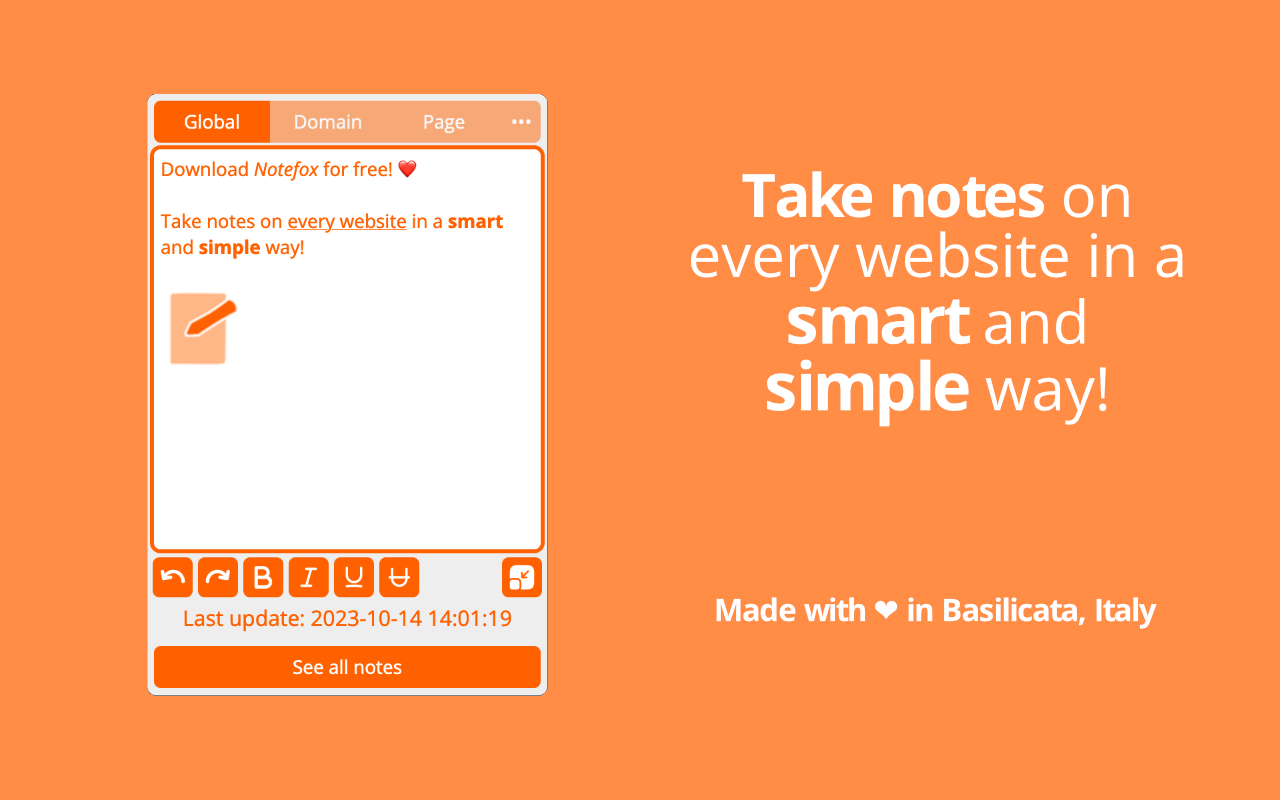 Global Domain Page •••
Download Notefox for free! ❤️
Take notes on every website in a smart
and simple way!
B I U U
Last update: 2023-10-14 14:01:19
See all notes
Take notes on
every website in a
smart and
simple way!
Made with ❤ in Basilicata, Italy